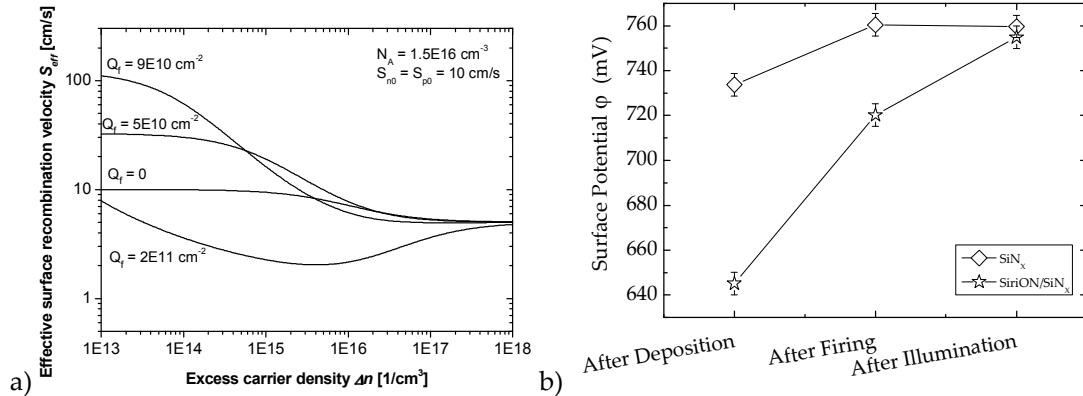 a)
Effective surface recombination velocity S_eff [cm/s]
100
10
1
Q_f = 9E10 cm^-2
Q_f = 5E10 cm^-2
Q_f = 0
Q_f = 2E11 cm^-2
N_A = 1.5E16 cm^-3
S_n0 = S_p0 = 10 cm/s
1E13 1E14 1E15 1E16 1E17 1E18
Excess carrier density Δn [1/cm^3]
b)
Surface Potential φ (mV)
760
740
720
700
680
660
640
SiN_x
SiriON/SiN_x
After Deposition
After Firing
After Illumination